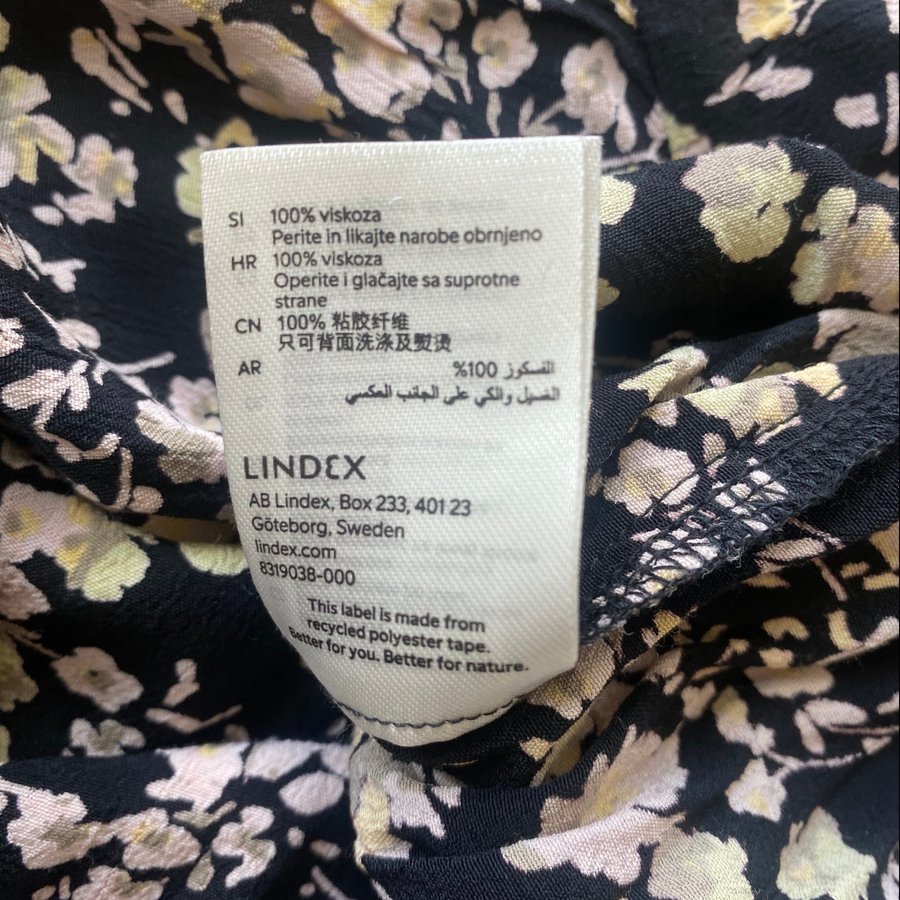 SI 100% viskoza
Perite in likajte narobe obrnjeno
HR 100% viskoza
Operite i glačajte sa suprotne
strane
CN 100% 粘胶纤维
只可背面洗涤及熨烫
AR %100 الفسكوز
الغسيل والكي على الجانب العكسي
LINDEX
AB Lindex, Box 233, 401 23
Göteborg, Sweden
lindex.com
8319038-000
This label is made from
recycled polyester tape.
Better for you. Better for nature.